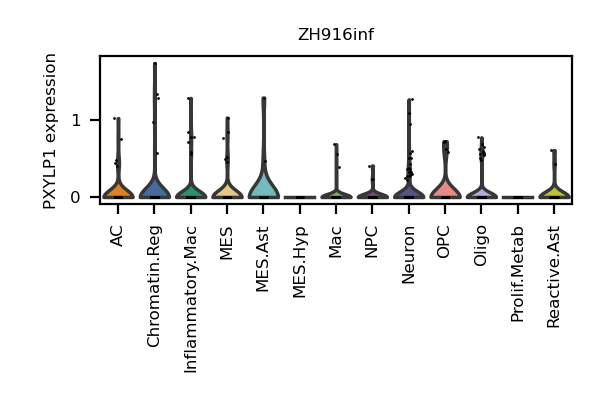 ZH916inf
PXYLP1 expression
1
0
AC
Chromatin.Reg
Inflammatory.Mac
MES
MES.Ast
MES.Hyp
Mac
NPC
Neuron
OPC
Oligo
Prolif.Metab
Reactive.Ast